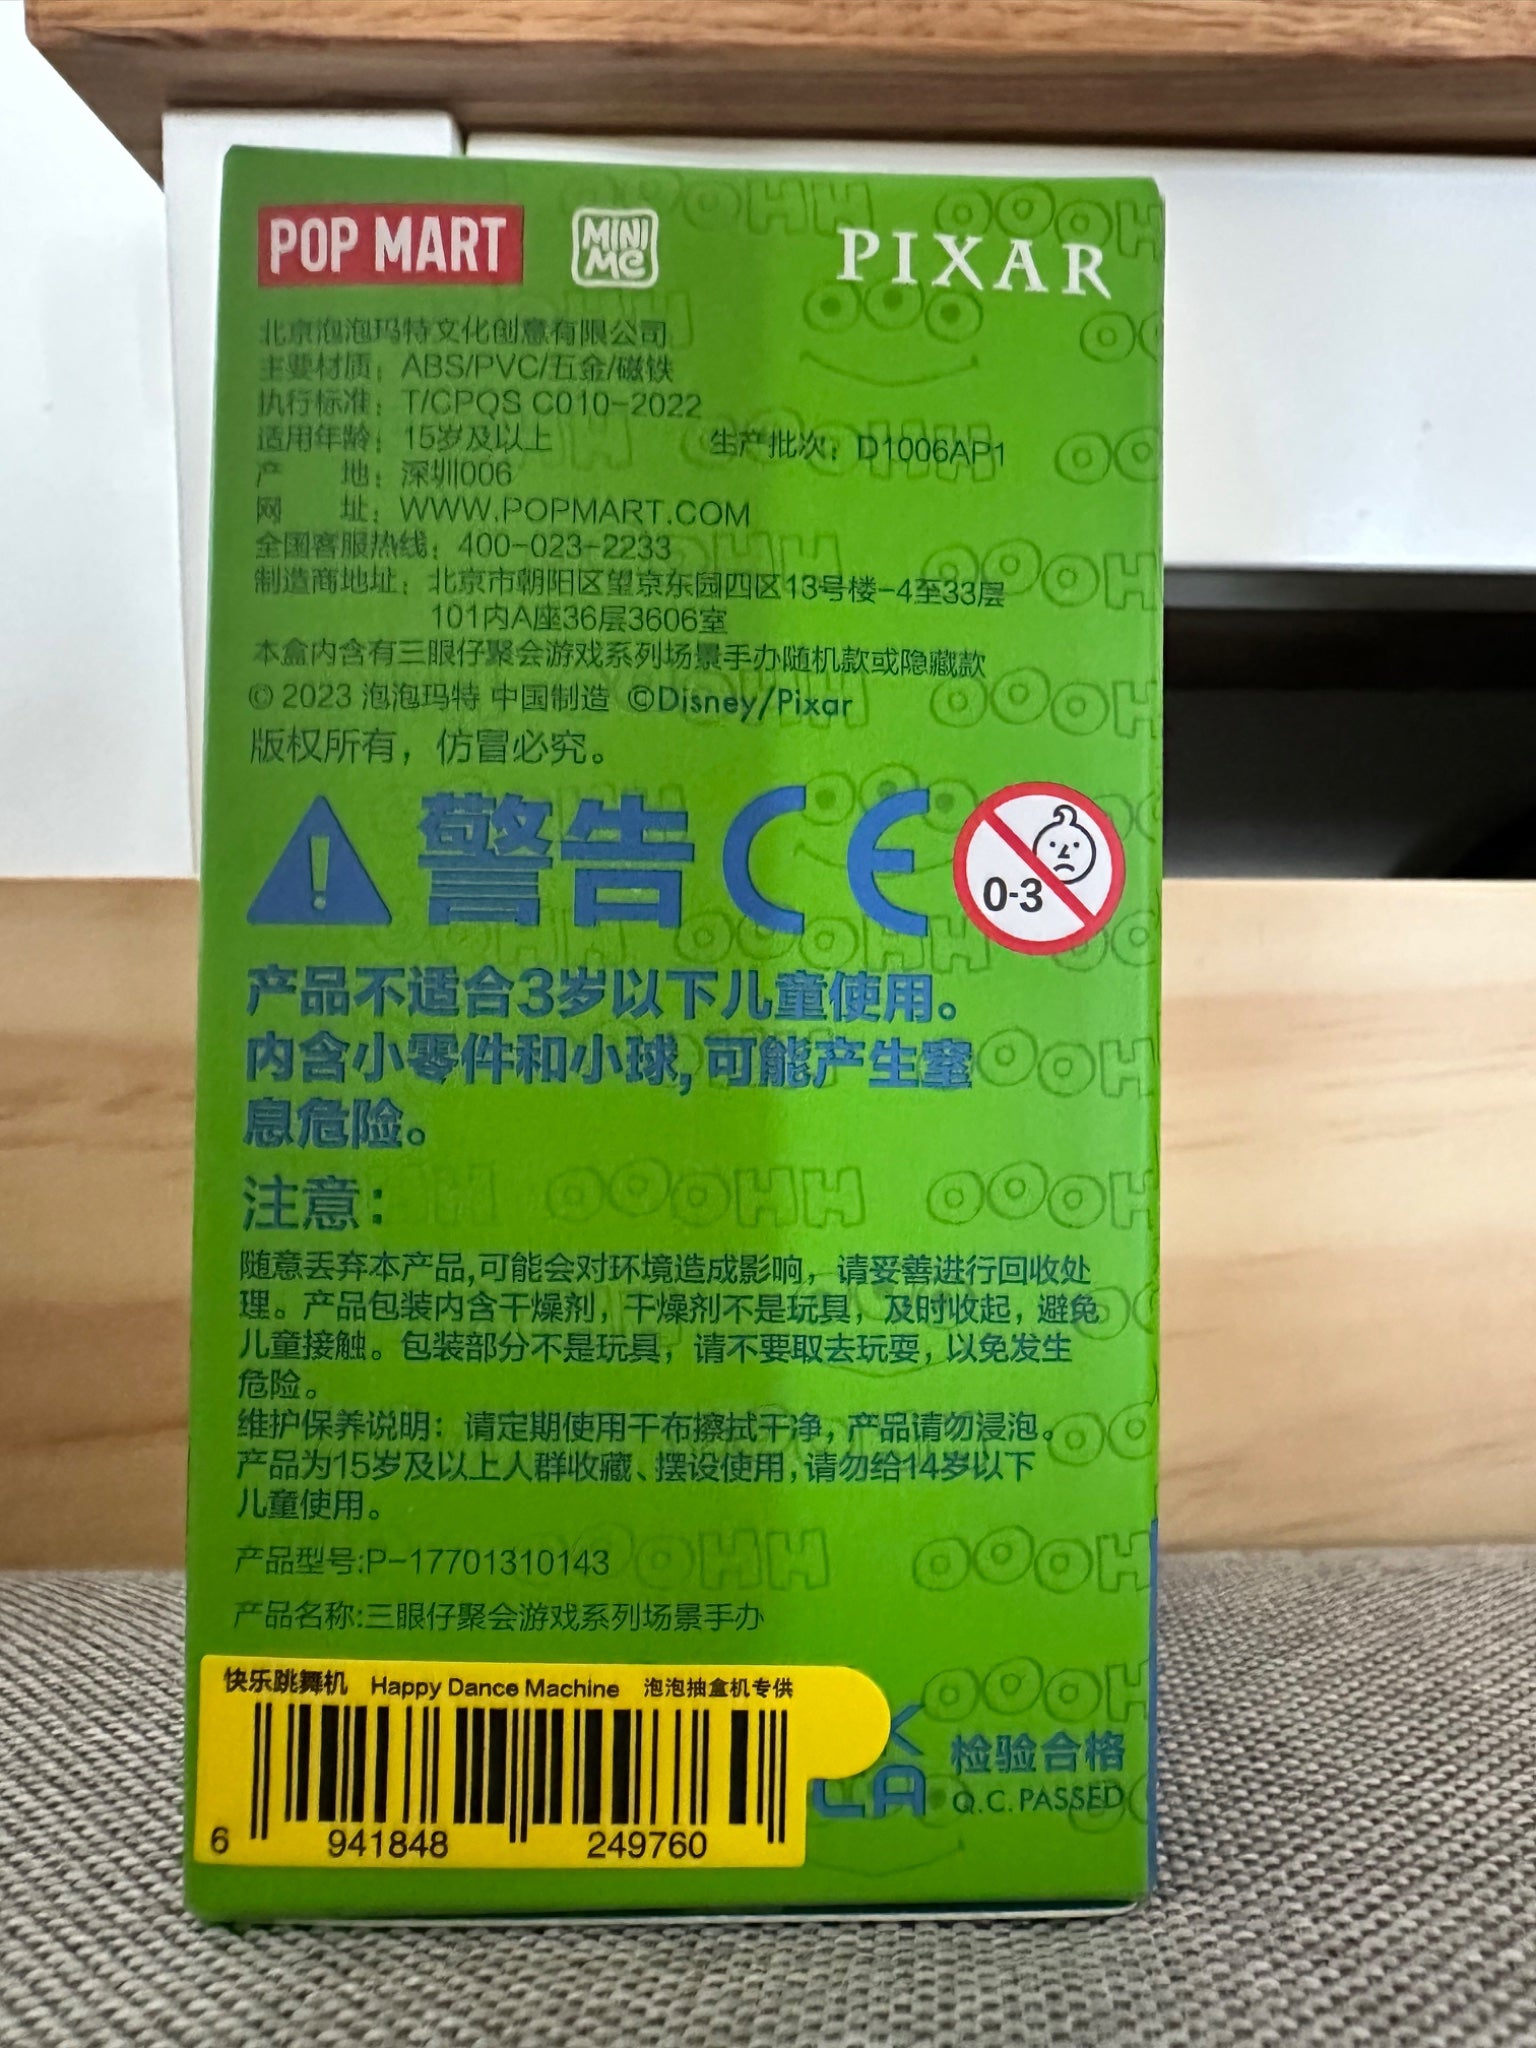 POP MART MINI ME PIXAR
北京泡泡玛特文化创意有限公司
主要材质：ABS/PVC/五金/磁铁
执行标准：T/CPQS C010-2022
适用年龄：15岁及以上 生产批次：D1006AP1
产 地：深圳006
网 址：WWW.POPMART.COM
全国客服热线：400-023-2233
制造商地址：北京市朝阳区望京东园四区13号楼-4至33层
101内A座36层3606室
本盒内含有三眼仔聚会游戏系列场景手办随机款或隐藏款
© 2023 泡泡玛特 中国制造 ©Disney/Pixar
版权所有，仿冒必究。
警告 CE 0-3
产品不适合3岁以下儿童使用。
内含小零件和小球,可能产生窒
息危险。
注意：
随意丢弃本产品,可能会对环境造成影响，请妥善进行回收处
理。产品包装内含干燥剂，干燥剂不是玩具，及时收起，避免
儿童接触。包装部分不是玩具，请不要取去玩耍，以免发生
危险。
维护保养说明：请定期使用干布擦拭干净，产品请勿浸泡。
产品为15岁及以上人群收藏、摆设使用,请勿给14岁以下
儿童使用。
产品型号:P-17701310143
产品名称:三眼仔聚会游戏系列场景手办
快乐跳舞机 Happy Dance Machine 泡泡抽盒机专供
6 941848 249760
检验合格
Q.C.PASSED